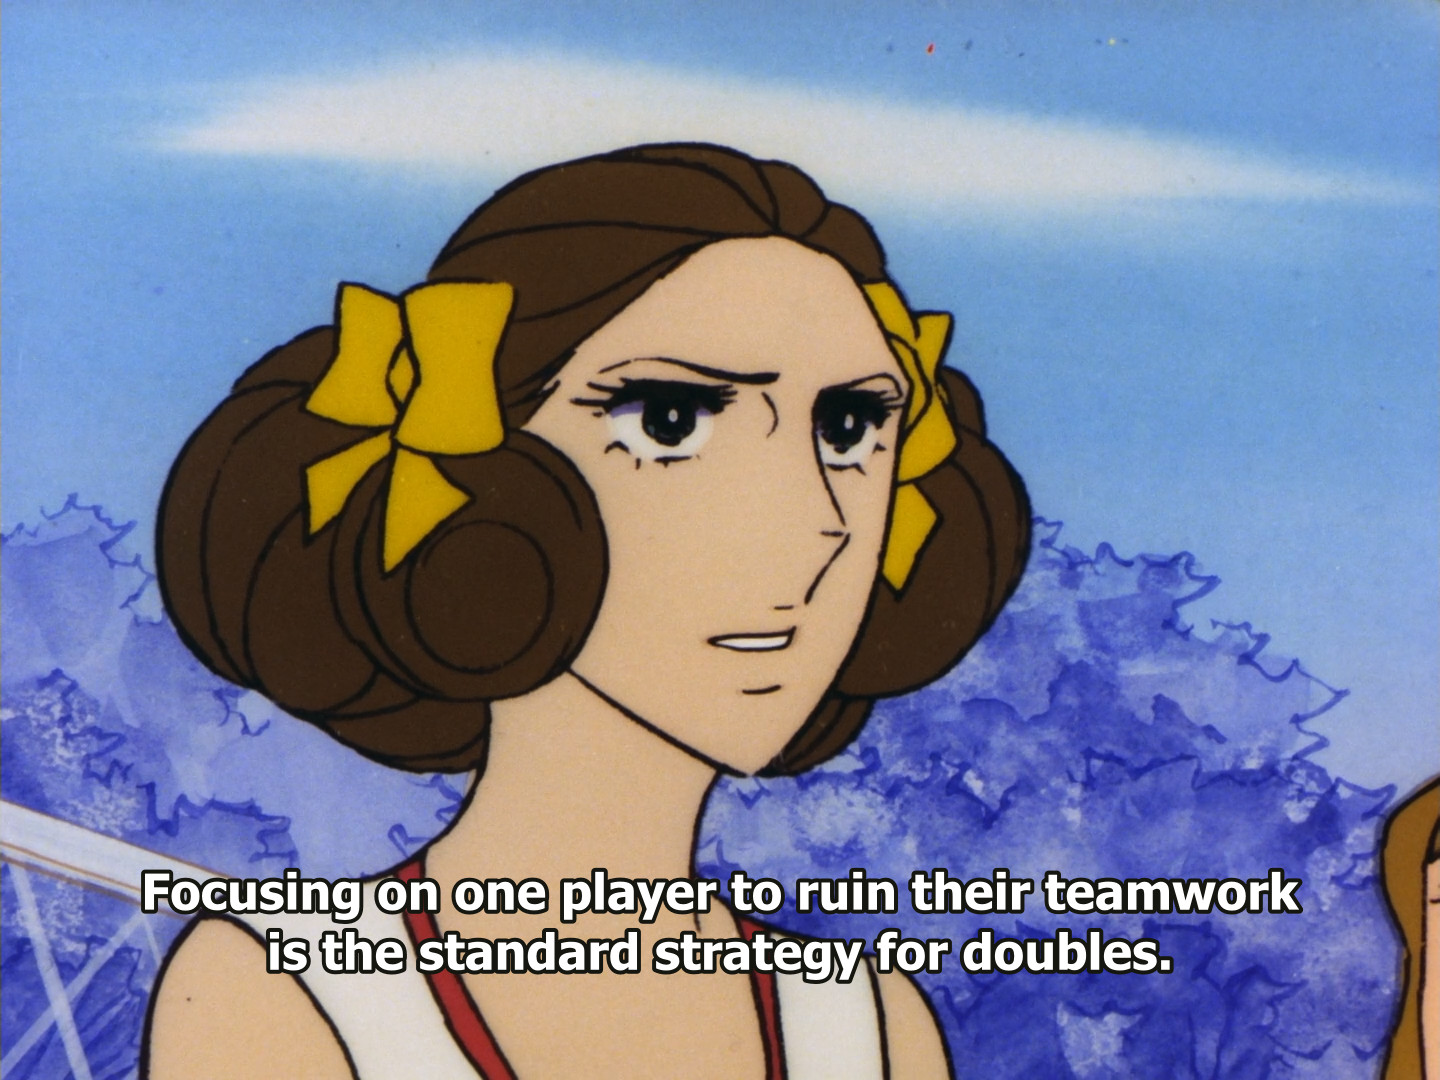 Focusing on one player to ruin their teamwork
is the standard strategy for doubles.